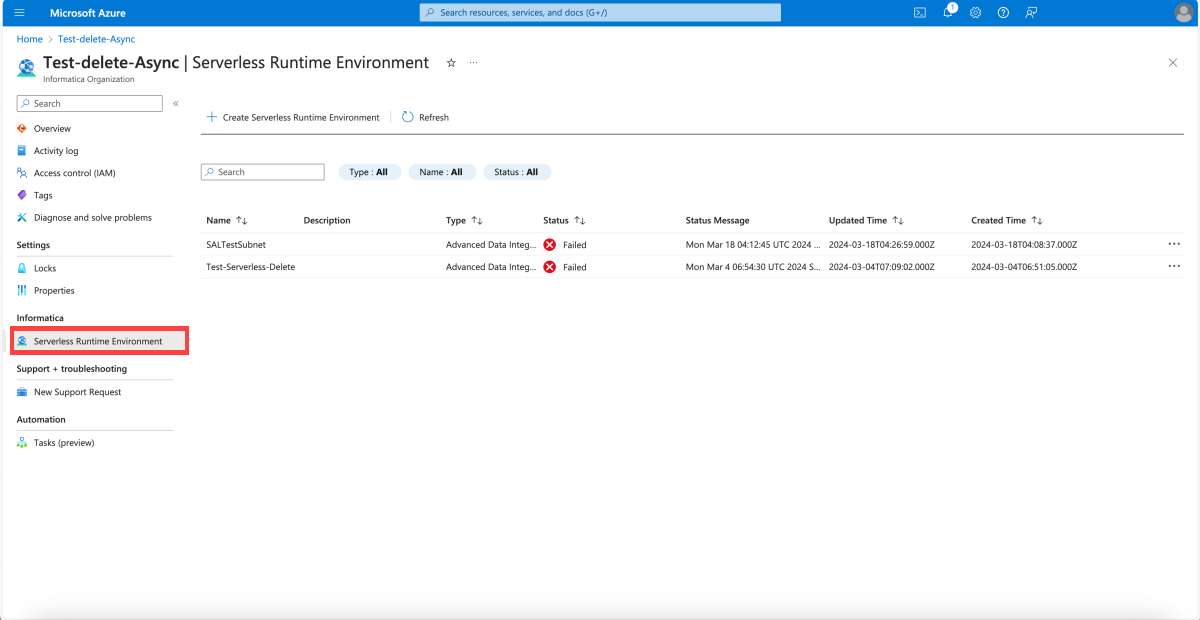 Microsoft Azure
Search resources, services, and docs (G+/)
1
Home > Test-delete-Async
Test-delete-Async | Serverless Runtime Environment
Informatica Organization
Search
Overview
Activity log
Access control (IAM)
Tags
Diagnose and solve problems
Settings
Locks
Properties
Informatica
Serverless Runtime Environment
Support + troubleshooting
New Support Request
Automation
Tasks (preview)
Create Serverless Runtime Environment
Refresh
Search
Type : All
Name : All
Status : All
Name Description Type Status Status Message Updated Time Created Time
SALTestSubnet Advanced Data Integ... Failed Mon Mar 18 04:12:45 UTC 2024 ... 2024-03-18T04:26:59.000Z 2024-03-18T04:08:37.000Z
Test-Serverless-Delete Advanced Data Integ... Failed Mon Mar 4 06:54:30 UTC 2024 S... 2024-03-04T07:09:02.000Z 2024-03-04T06:51:05.000Z